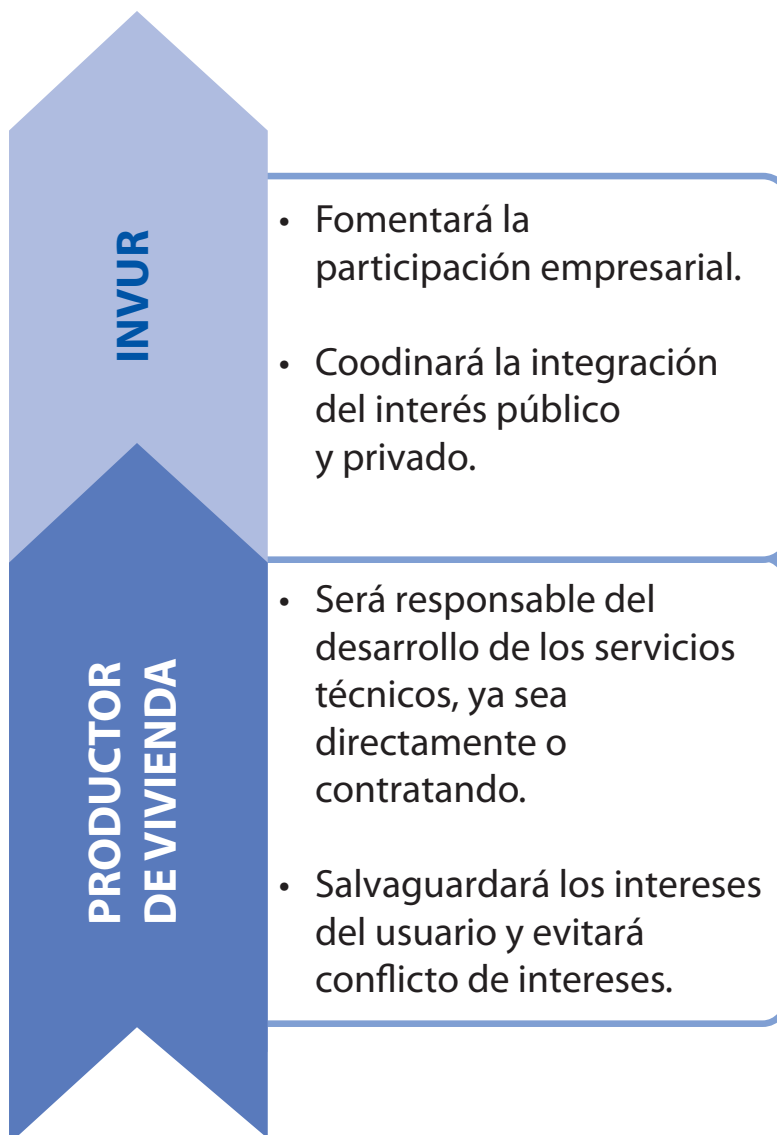 INVUR
• Fomentará la
participación empresarial.
• Coodinará la integración
del interés público
y privado.
PRODUCTOR
DE VIVIENDA
• Será responsable del
desarrollo de los servicios
técnicos, ya sea
directamente o
contratando.
• Salvaguardará los intereses
del usuario y evitará
conflicto de intereses.